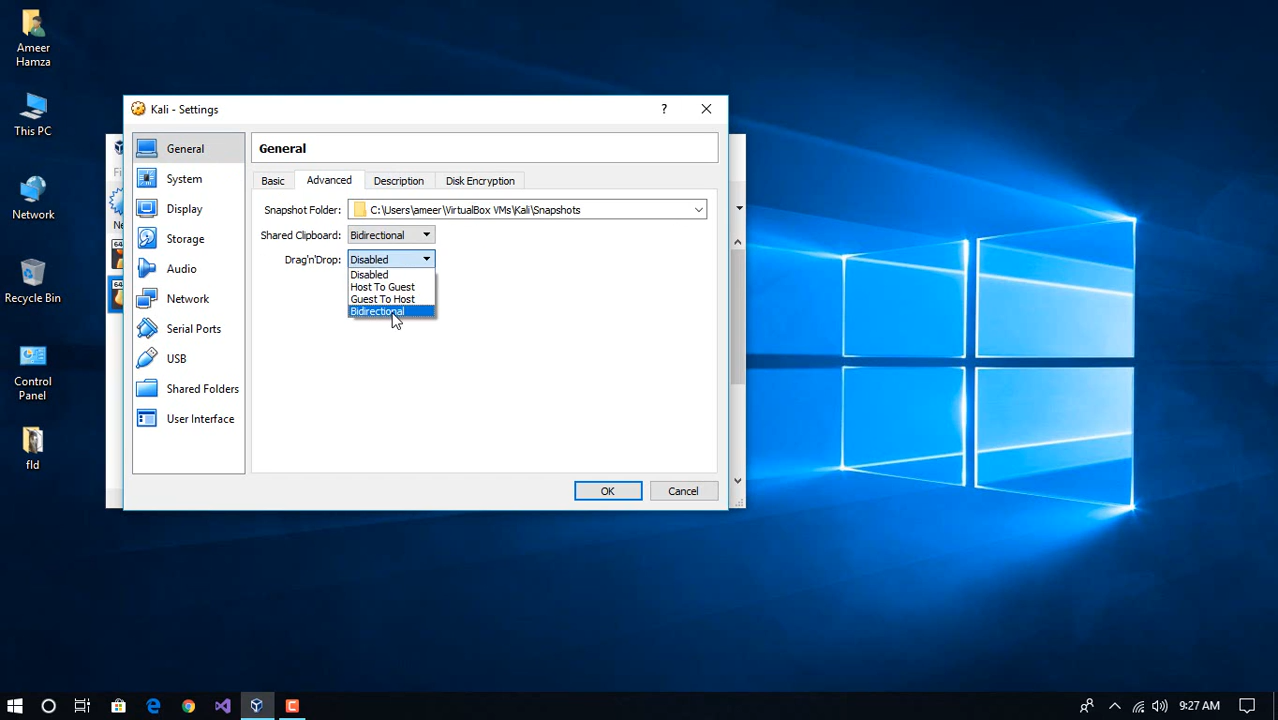 Ameer
Hamza
This PC
Network
Recycle Bin
Control
Panel
fld
Kali - Settings
?
General
System
Display
Storage
Audio
Network
Serial Ports
USB
Shared Folders
User Interface
General
Basic
Advanced
Description
Disk Encryption
Snapshot Folder:
C:\Users\ameer\VirtualBox VMs\Kali\Snapshots
Shared Clipboard:
Bidirectional
Drag'n'Drop:
Disabled
Disabled
Host To Guest
Guest To Host
Bidirectional
OK
Cancel
9:27 AM